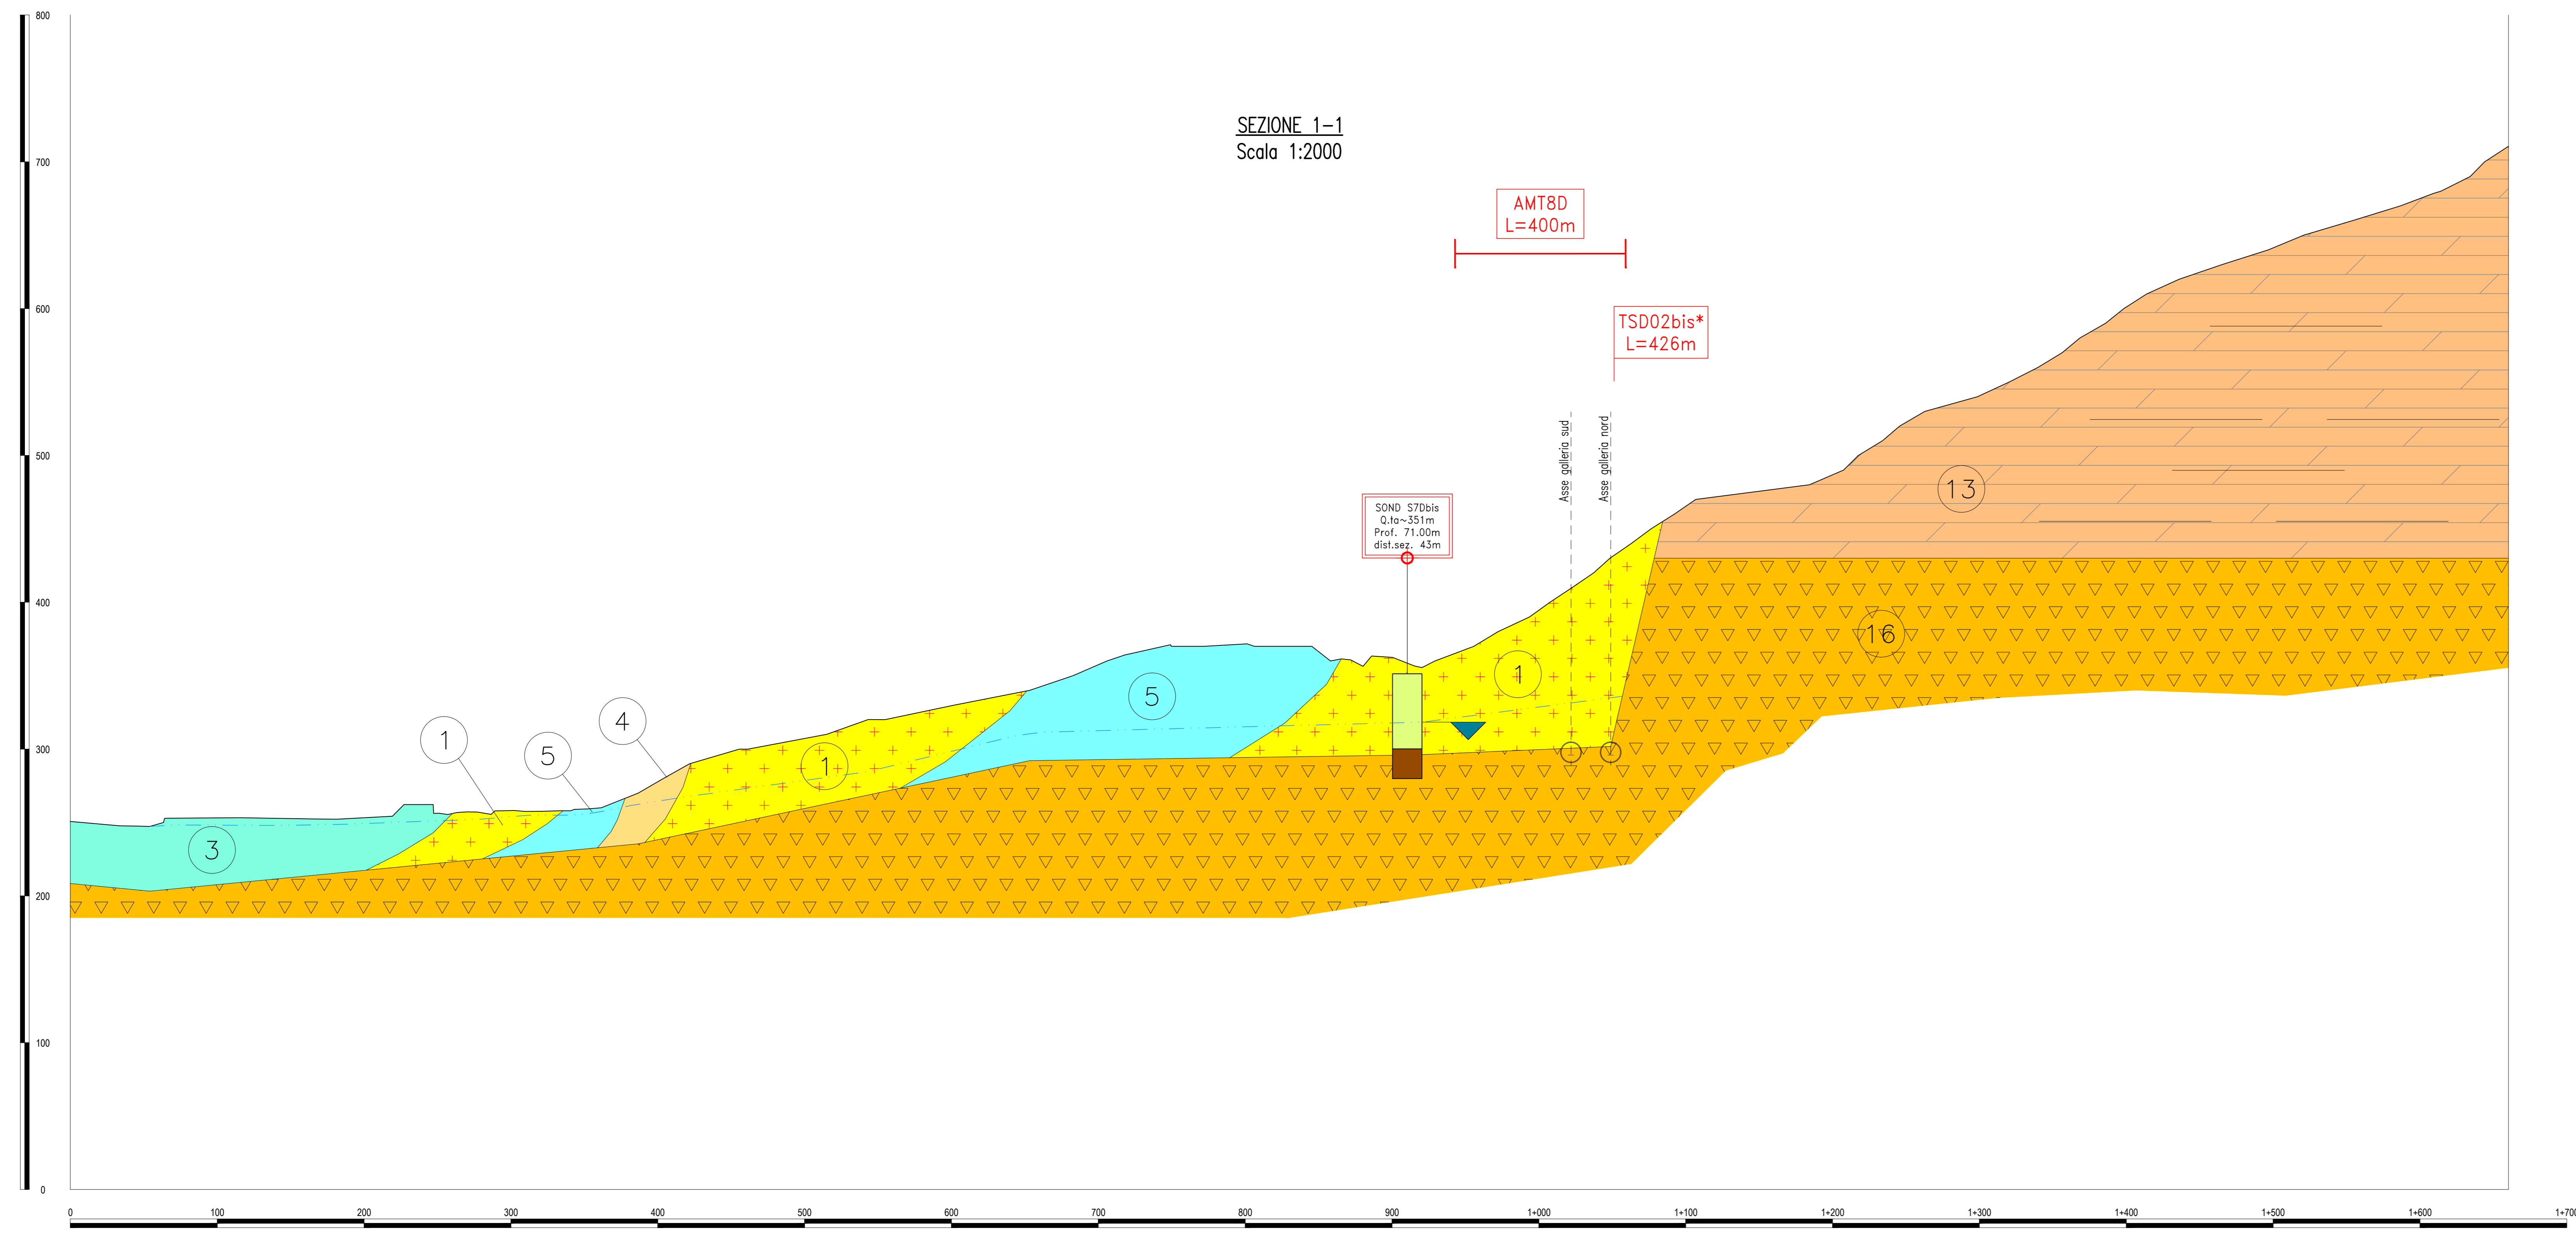 SEZIONE 1-1
Scala 1:2000
AMT8D
L=400m
TSD02bis*
L=426m
Asse galleria sud
Asse galleria nord
SOND S7Dbis
Q.ta~351m
Prof. 71.00m
dist.sez. 43m
13
16
1
5
4
5
1
1
3
800
700
600
500
400
300
200
100
0
0 100 200 300 400 500 600 700 800 900 1+000 1+100 1+200 1+300 1+400 1+500 1+600 1+700